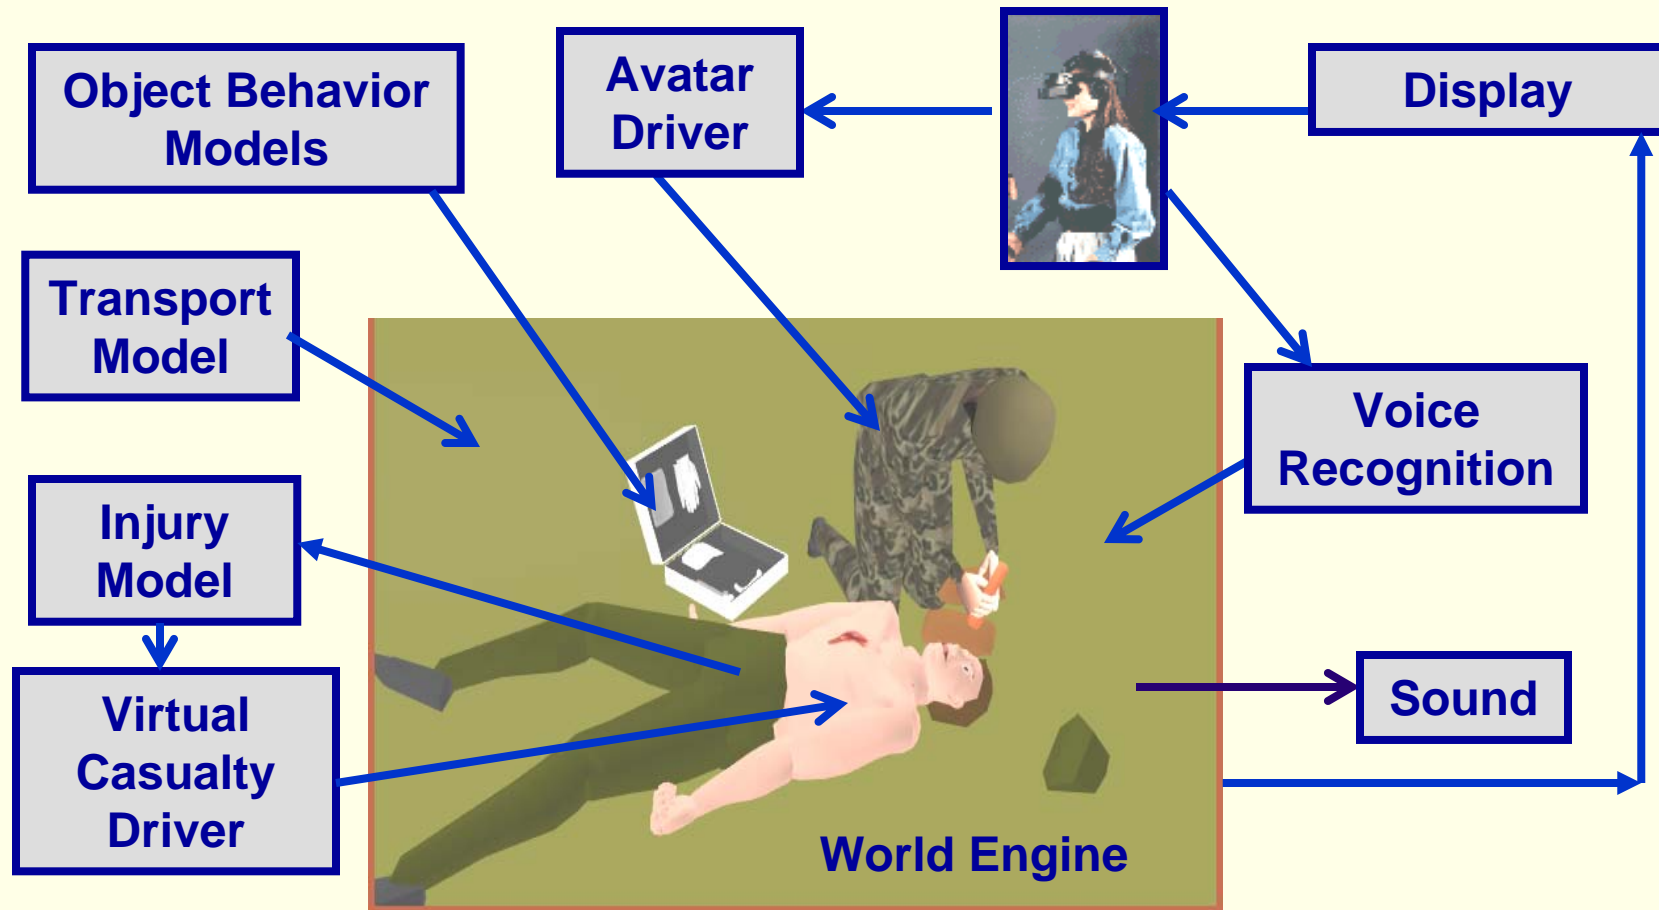 Object Behavior
Models
Avatar
Driver
Display
Transport
Model
Voice
Recognition
Injury
Model
Virtual
Casualty
Driver
Sound
World Engine